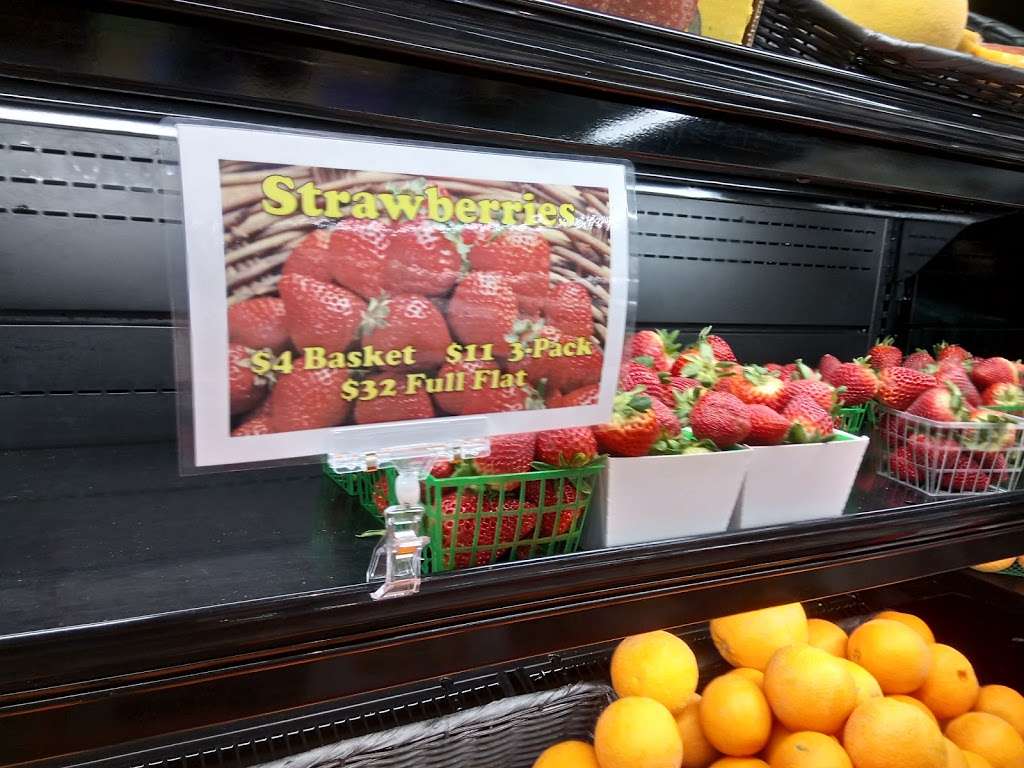 Strawberries
$4 Basket $11 3-Pack
$32 Full Flat